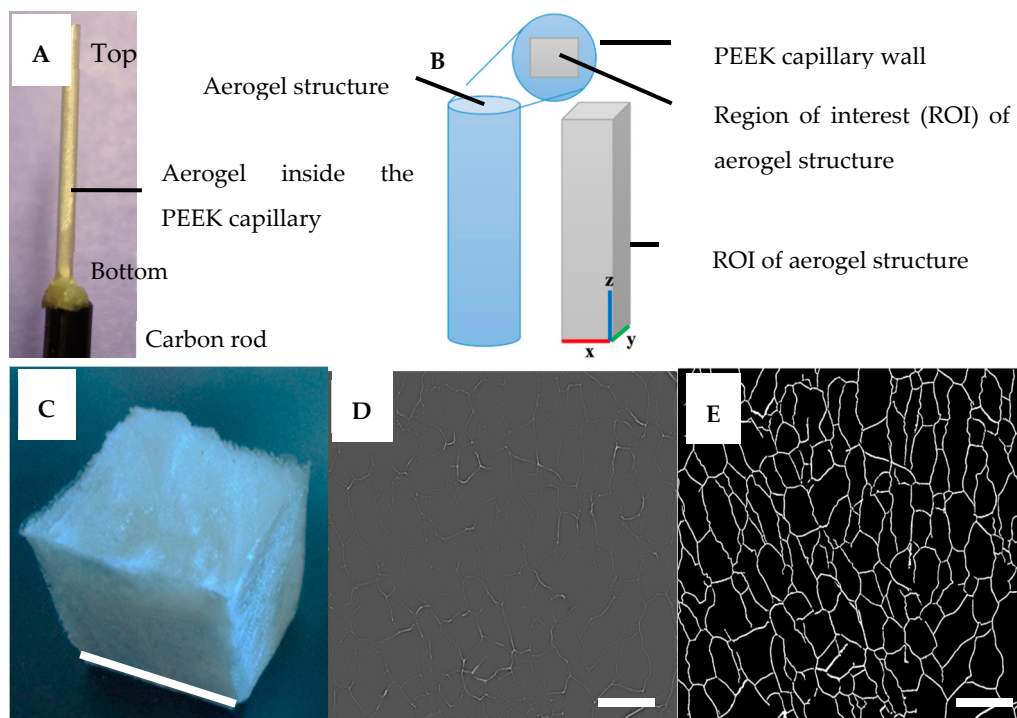 A
Top
Aerogel inside the
PEEK capillary
Bottom
Carbon rod
B
Aerogel structure
PEEK capillary wall
Region of interest (ROI) of
aerogel structure
ROI of aerogel structure
z
y
x
C
D
E